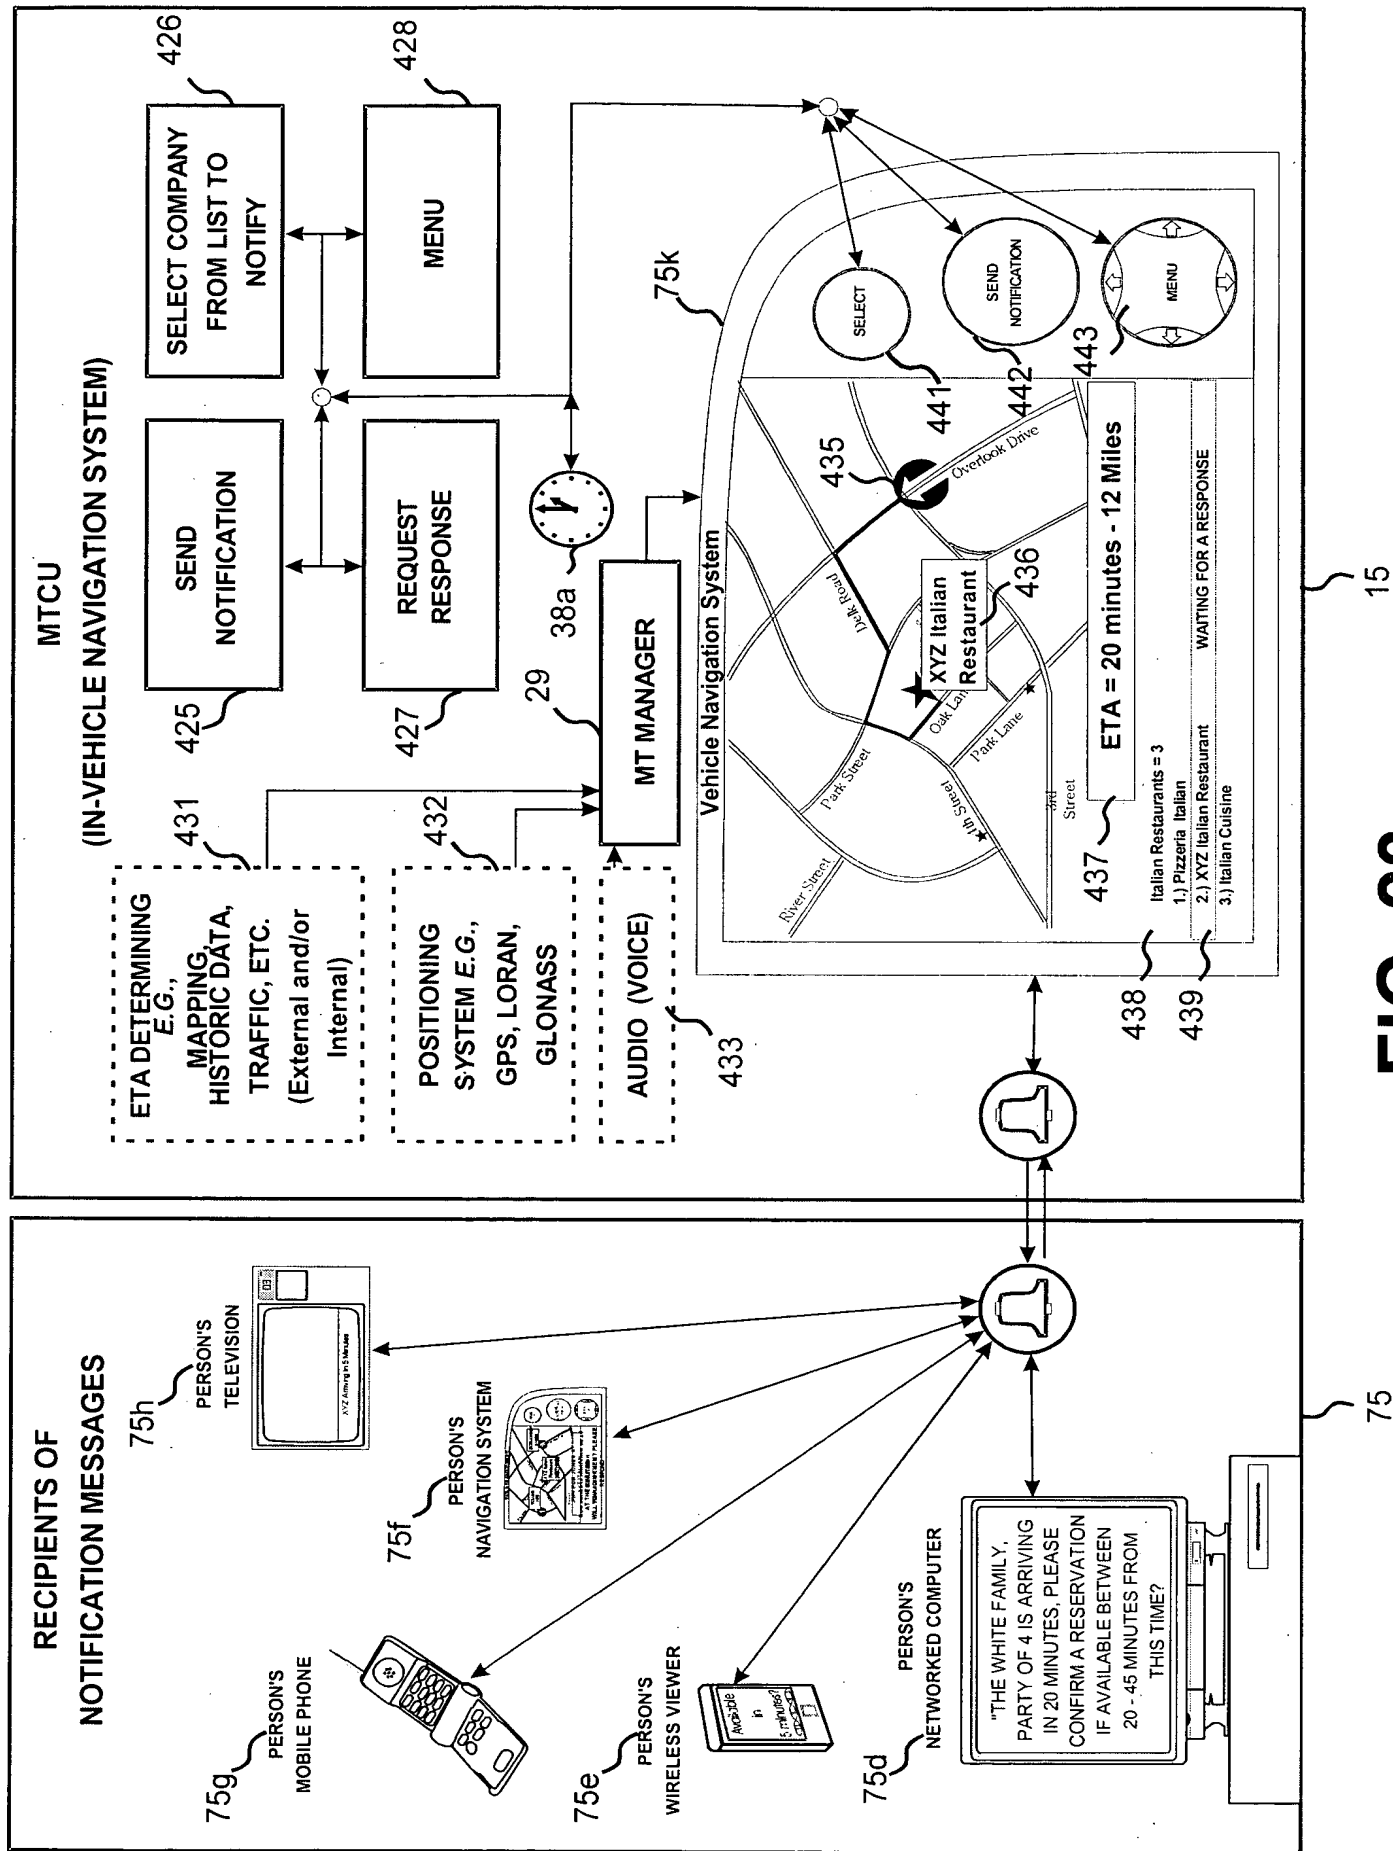 RECIPIENTS OF
NOTIFICATION MESSAGES
75h
PERSON'S
TELEVISION
XYZ Arriving In 5 Minutes
75f
PERSON'S
NAVIGATION SYSTEM
75g
PERSON'S
MOBILE PHONE
75e
PERSON'S
WIRELESS VIEWER
Available
in
5 minutes?
75d
PERSON'S
NETWORKED COMPUTER
"THE WHITE FAMILY,
PARTY OF 4 IS ARRIVING
IN 20 MINUTES, PLEASE
CONFIRM A RESERVATION
IF AVAILABLE BETWEEN
20 - 45 MINUTES FROM
THIS TIME?
75
MTCU
(IN-VEHICLE NAVIGATION SYSTEM)
SEND
NOTIFICATION
425
SELECT COMPANY
FROM LIST TO
NOTIFY
426
REQUEST
RESPONSE
427
MENU
428
38a
ETA DETERMINING
E.G.,
MAPPING,
HISTORIC DATA,
TRAFFIC, ETC.
(External and/or
Internal)
431
POSITIONING
SYSTEM E.G.,
GPS, LORAN,
GLONASS
432
AUDIO (VOICE)
433
29
MT MANAGER
75k
Vehicle Navigation System
River Street
Park Street
Delk Road
Overlook Drive
435
Oak Lan
XYZ Italian
Restaurant
436
Park Lane
3rd
Street
437
ETA = 20 minutes - 12 Miles
438
Italian Restaurants = 3
1.) Pizzeria Italian
439
2.) XYZ Italian Restaurant WAITING FOR A RESPONSE
3.) Italian Cuisine
SELECT
441
SEND
NOTIFICATION
442
MENU
443
15